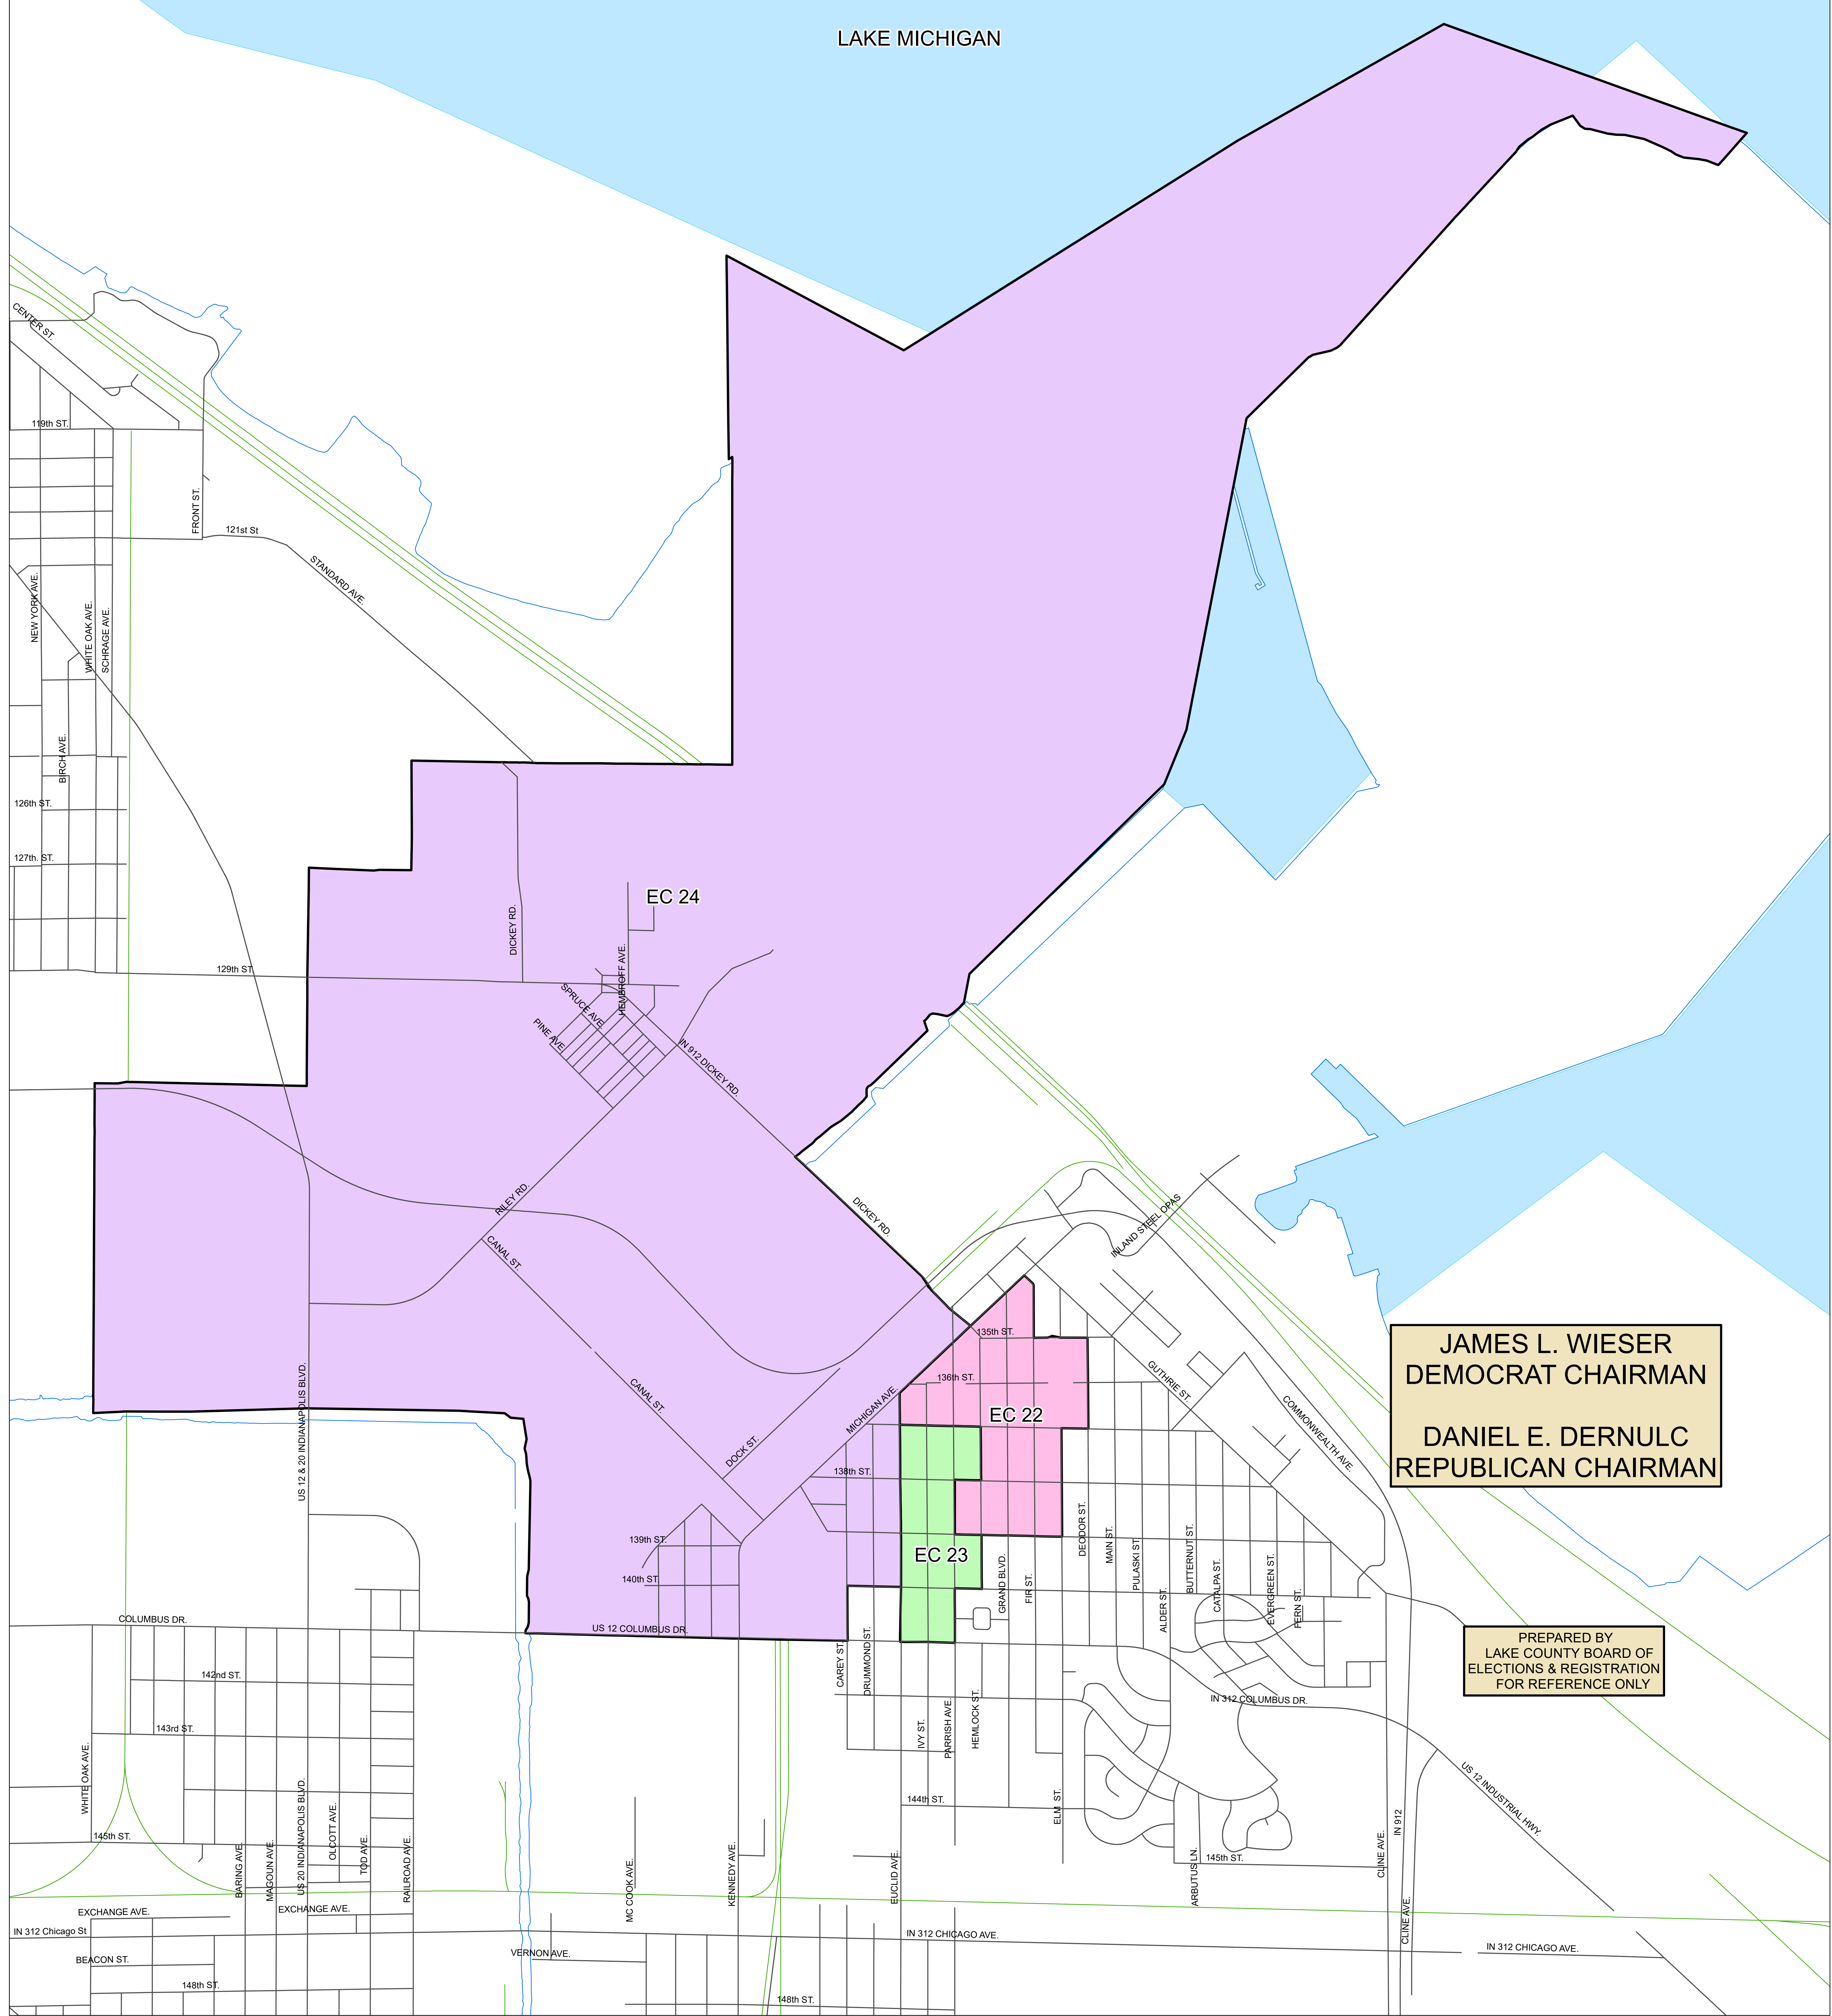 LAKE MICHIGAN
CENTER ST.
119th ST.
FRONT ST.
121st St
STANDARD AVE.
NEW YORK AVE.
WHITE OAK AVE.
SCHRAGE AVE.
BIRCH AVE.
126th ST.
127th. ST.
EC 24
DICKEY RD.
HEMBROFF AVE.
129th ST.
SPRUCE AVE.
PINE AVE.
IN 912 DICKEY RD.
RILEY RD.
DICKEY RD.
INLAND STEEL OPAS
CANAL ST.
135th ST.
JAMES L. WIESER
DEMOCRAT CHAIRMAN
DANIEL E. DERNULC
REPUBLICAN CHAIRMAN
US 12 & 20 INDIANAPOLIS BLVD.
CANAL ST.
136th ST.
GUTHRIE ST.
MICHIGAN AVE.
EC 22
COMMONWEALTH AVE.
DOCK ST.
138th ST.
139th ST.
EC 23
DEODOR ST.
MAIN ST.
PULASKI ST.
BUTTERNUT ST.
140th ST.
GRAND BLVD.
FIR ST.
ALDER ST.
CATALPA ST.
EVERGREEN ST.
FERN ST.
COLUMBUS DR.
US 12 COLUMBUS DR.
PREPARED BY
LAKE COUNTY BOARD OF
ELECTIONS & REGISTRATION
FOR REFERENCE ONLY
CAREY ST.
DRUMMOND ST.
142nd ST.
IVY ST.
PARRISH AVE.
HEMLOCK ST.
IN 312 COLUMBUS DR.
143rd ST.
WHITE OAK AVE.
US 12 INDUSTRIAL HWY.
144th ST.
ELM ST.
145th ST.
BARING AVE.
MAGOUN AVE.
US 20 INDIANAPOLIS BLVD.
OLCOTT AVE.
TOD AVE.
RAILROAD AVE.
MC COOK AVE.
KENNEDY AVE.
EUCLID AVE.
ARBUTUS LN.
145th ST.
CLINE AVE.
IN 912
CLINE AVE.
EXCHANGE AVE.
EXCHANGE AVE.
IN 312 Chicago St
IN 312 CHICAGO AVE.
IN 312 CHICAGO AVE.
VERNON AVE.
BEACON ST.
148th ST.
148th ST.